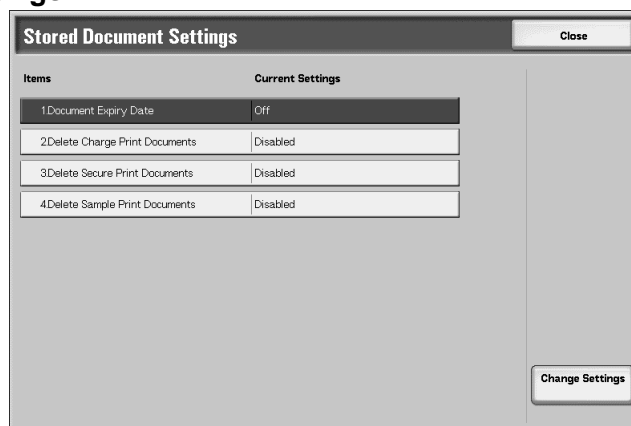 Stored Document Settings Close
Items Current Settings
1.Document Expiry Date Off
2.Delete Charge Print Documents Disabled
3.Delete Secure Print Documents Disabled
4.Delete Sample Print Documents Disabled
Change Settings